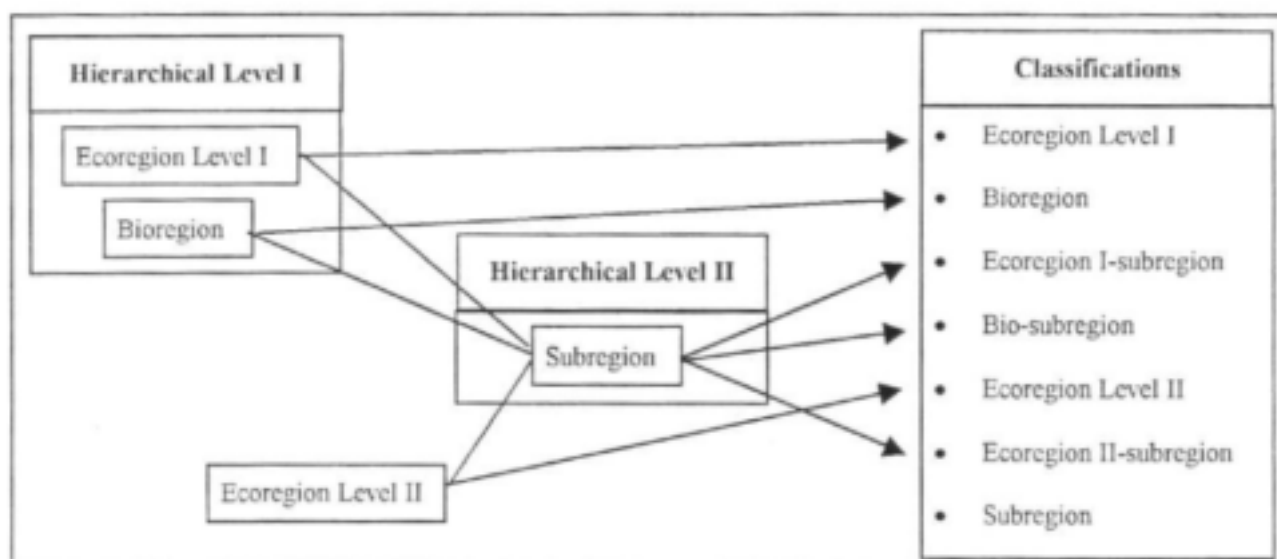 Hierarchical Level I
Ecoregion Level I
Bioregion
Hierarchical Level II
Subregion
Ecoregion Level II
Classifications
• Ecoregion Level I
• Bioregion
• Ecoregion I-subregion
• Bio-subregion
• Ecoregion Level II
• Ecoregion II-subregion
• Subregion